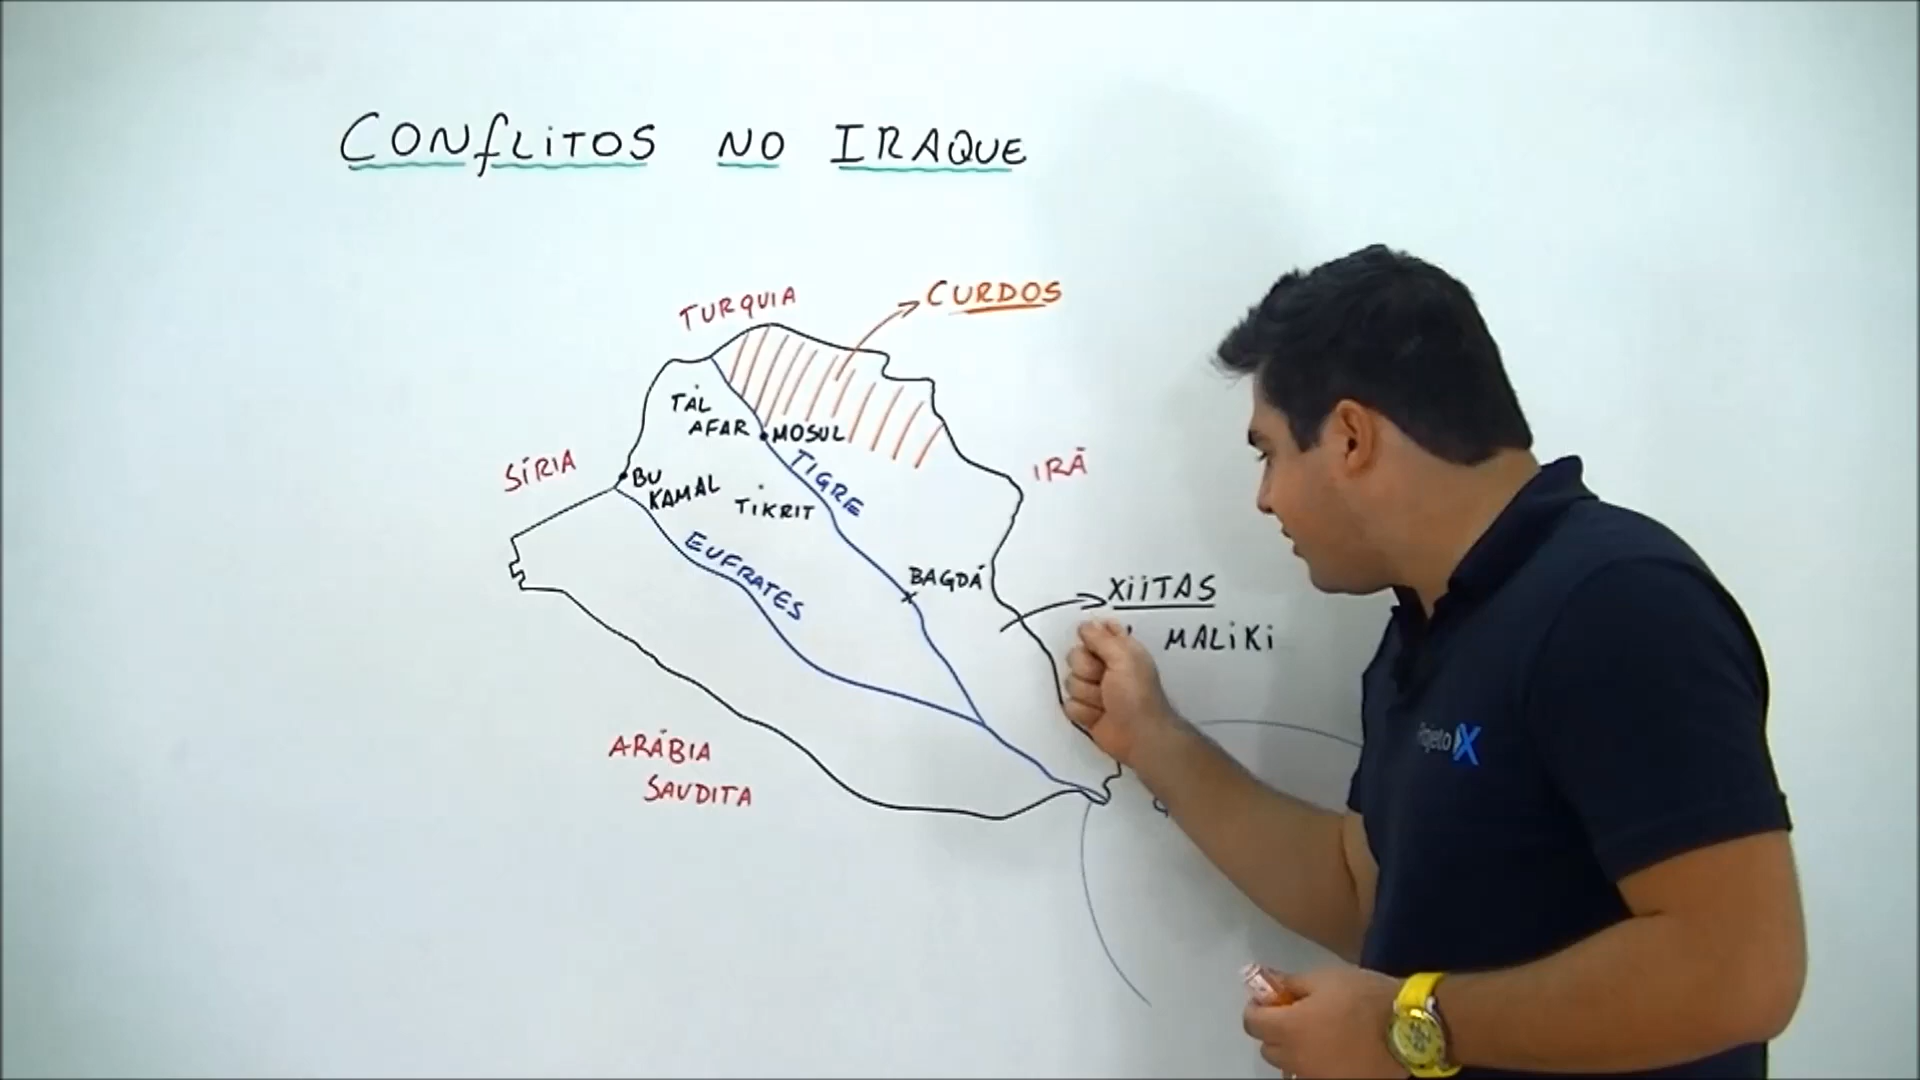 CONFLITOS NO IRAQUE
TURQUIA
CURDOS
TAL
AFAR
MOSUL
SÍRIA
IRÃ
BU
KAMAL
TIGRE
TIKRIT
EUFRATES
BAGDÁ
XIITAS
MALIKI
ARÁBIA
SAUDITA
Projeto X